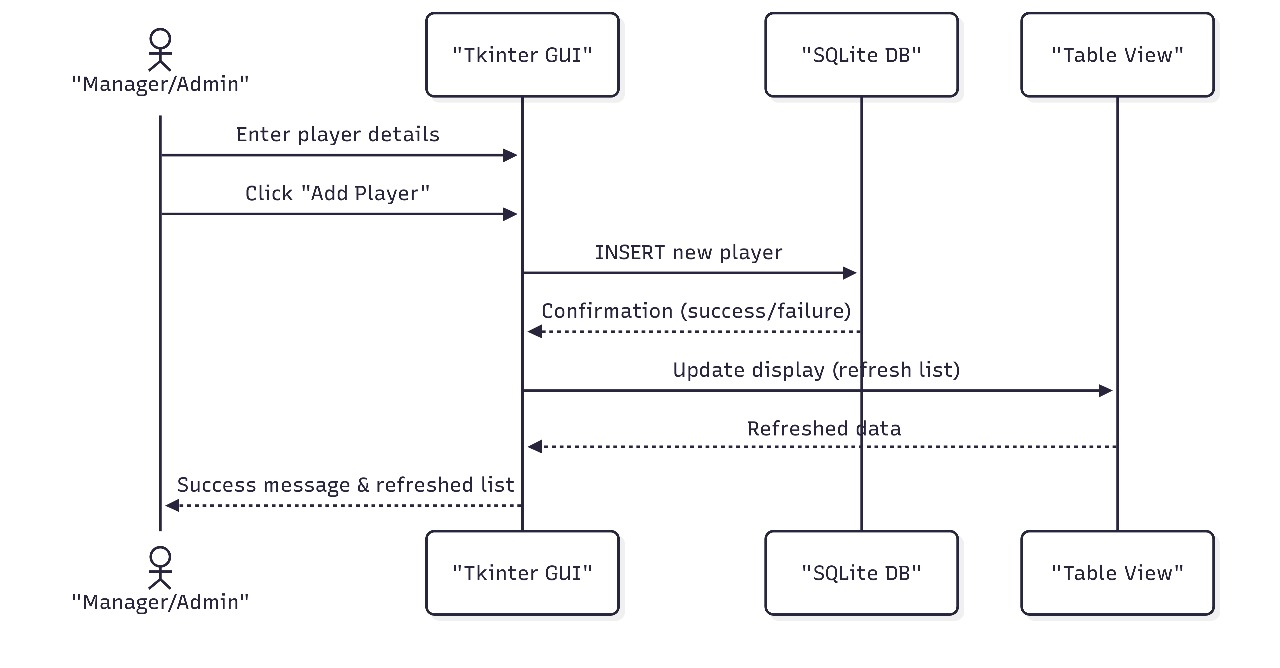 "Manager/Admin"
"Tkinter GUI"
"SQLite DB"
"Table View"
Enter player details
Click "Add Player"
INSERT new player
Confirmation (success/failure)
Update display (refresh list)
Refreshed data
Success message & refreshed list
"Manager/Admin"
"Tkinter GUI"
"SQLite DB"
"Table View"